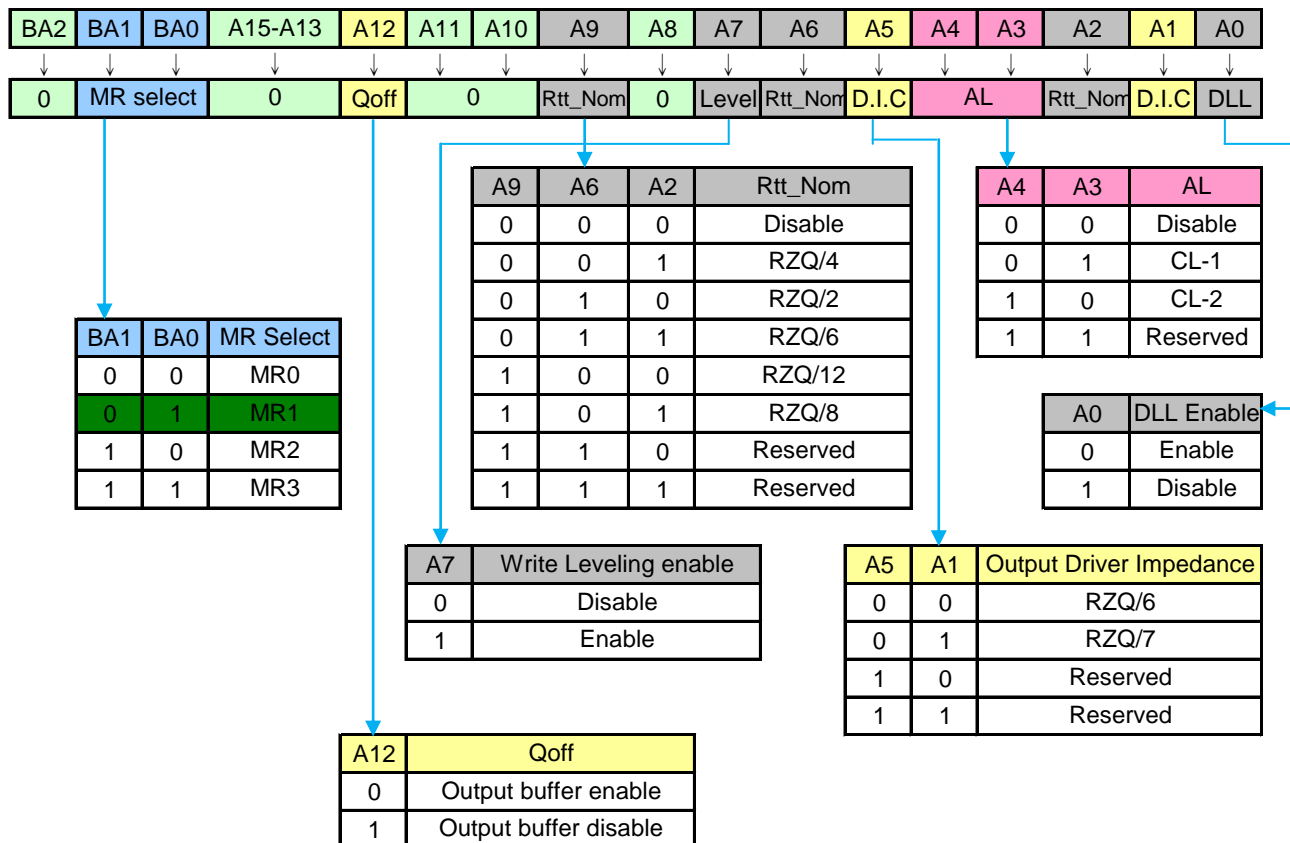 BA2 BA1 BA0 A15-A13 A12 A11 A10 A9 A8 A7 A6 A5 A4 A3 A2 A1 A0
0 MR select 0 Qoff 0 Rtt_Nom 0 Level Rtt_Nom D.I.C AL Rtt_Nom D.I.C DLL
A9 A6 A2 Rtt_Nom
0 0 0 Disable
0 0 1 RZQ/4
0 1 0 RZQ/2
0 1 1 RZQ/6
1 0 0 RZQ/12
1 0 1 RZQ/8
1 1 0 Reserved
1 1 1 Reserved
A4 A3 AL
0 0 Disable
0 1 CL-1
1 0 CL-2
1 1 Reserved
BA1 BA0 MR Select
0 0 MR0
0 1 MR1
1 0 MR2
1 1 MR3
A0 DLL Enable
0 Enable
1 Disable
A7 Write Leveling enable
0 Disable
1 Enable
A5 A1 Output Driver Impedance
0 0 RZQ/6
0 1 RZQ/7
1 0 Reserved
1 1 Reserved
A12 Qoff
0 Output buffer enable
1 Output buffer disable